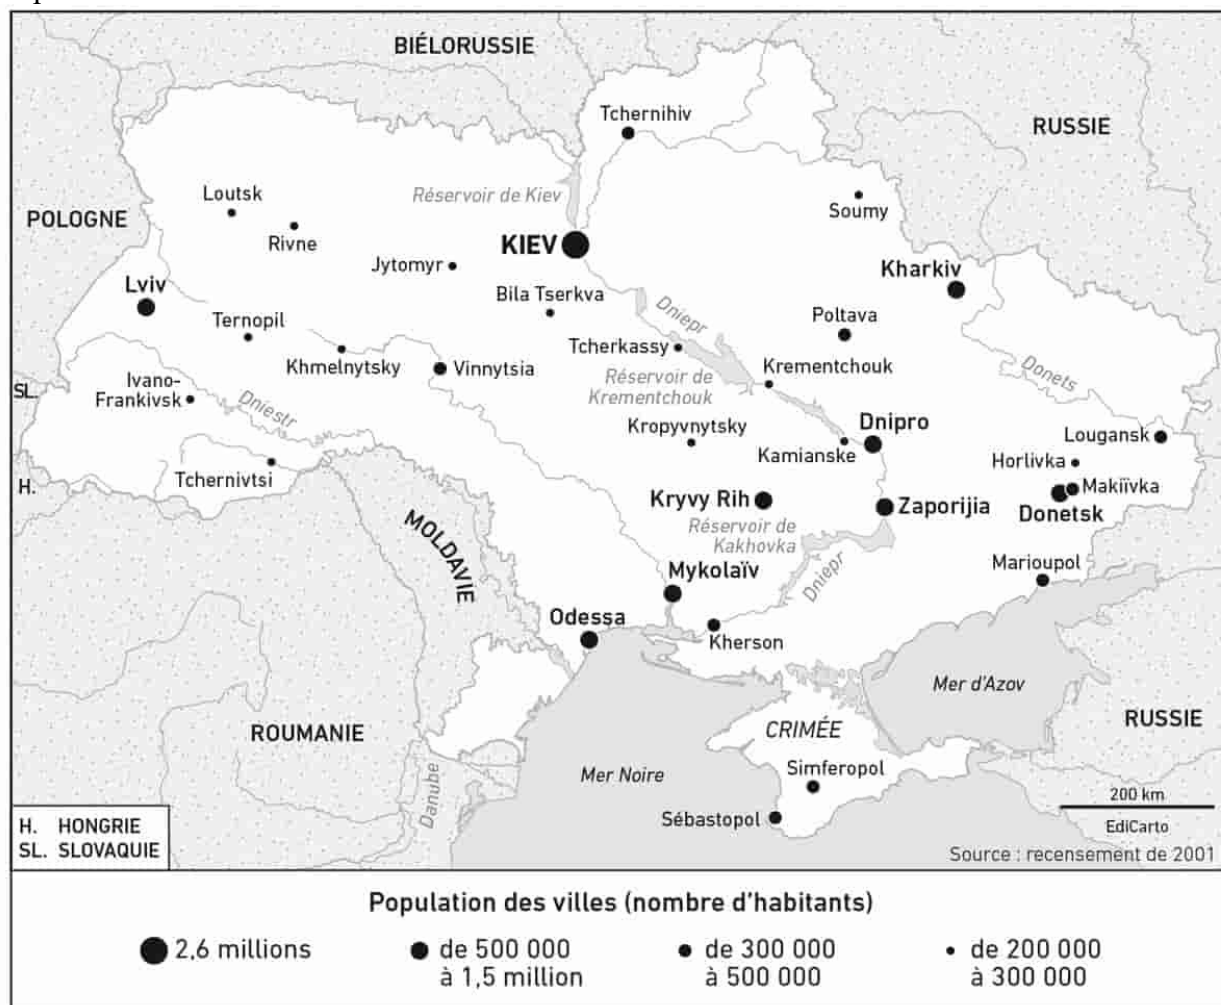 BIÉLORUSSIE
Tchernihiv
RUSSIE
Loutsk
Réservoir de Kiev
Soumy
POLOGNE
Rivne
KIEV
Jytomyr
Kharkiv
Lviv
Bila Tserkva
Dniepr
Poltava
Ternopil
Tcherkassy
Khmelnytsky
Vinnytsia
Krementchouk
Réservoir de
Krementchouk
Donets
SL.
Ivano-
Frankivsk
Dniestr
Kropyvnytsky
Dnipro
Lougansk
Kamianske
Horlivka
Tchernivtsi
H.
Makiïvka
Kryvy Rih
Zaporijia
Donetsk
MOLDAVIE
Réservoir de
Kakhovka
Marioupol
Mykolaïv
Dniepr
Odessa
Kherson
Mer d'Azov
ROUMANIE
CRIMÉE
RUSSIE
Mer Noire
Simferopol
Danube
Sébastopol
200 km
EdiCarto
H. HONGRIE
SL. SLOVAQUIE
Source : recensement de 2001
Population des villes (nombre d'habitants)
2,6 millions
de 500 000
à 1,5 million
de 300 000
à 500 000
de 200 000
à 300 000